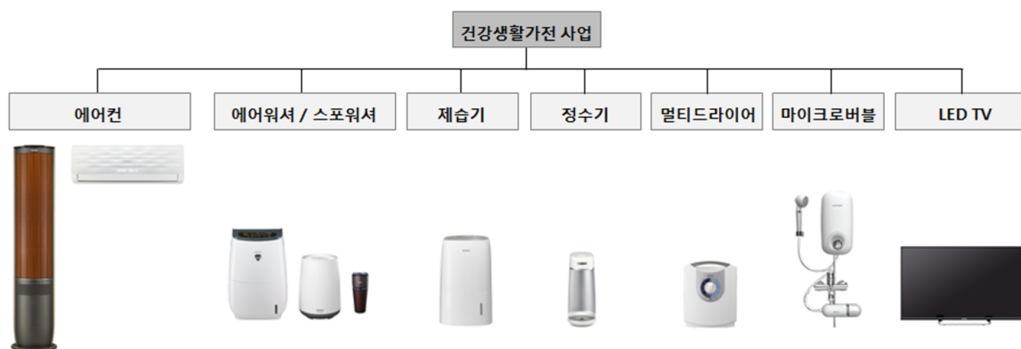 건강생활가전 사업
에어컨
에어워셔 / 스포워셔
제습기
정수기
멀티드라이어
마이크로버블
LED TV